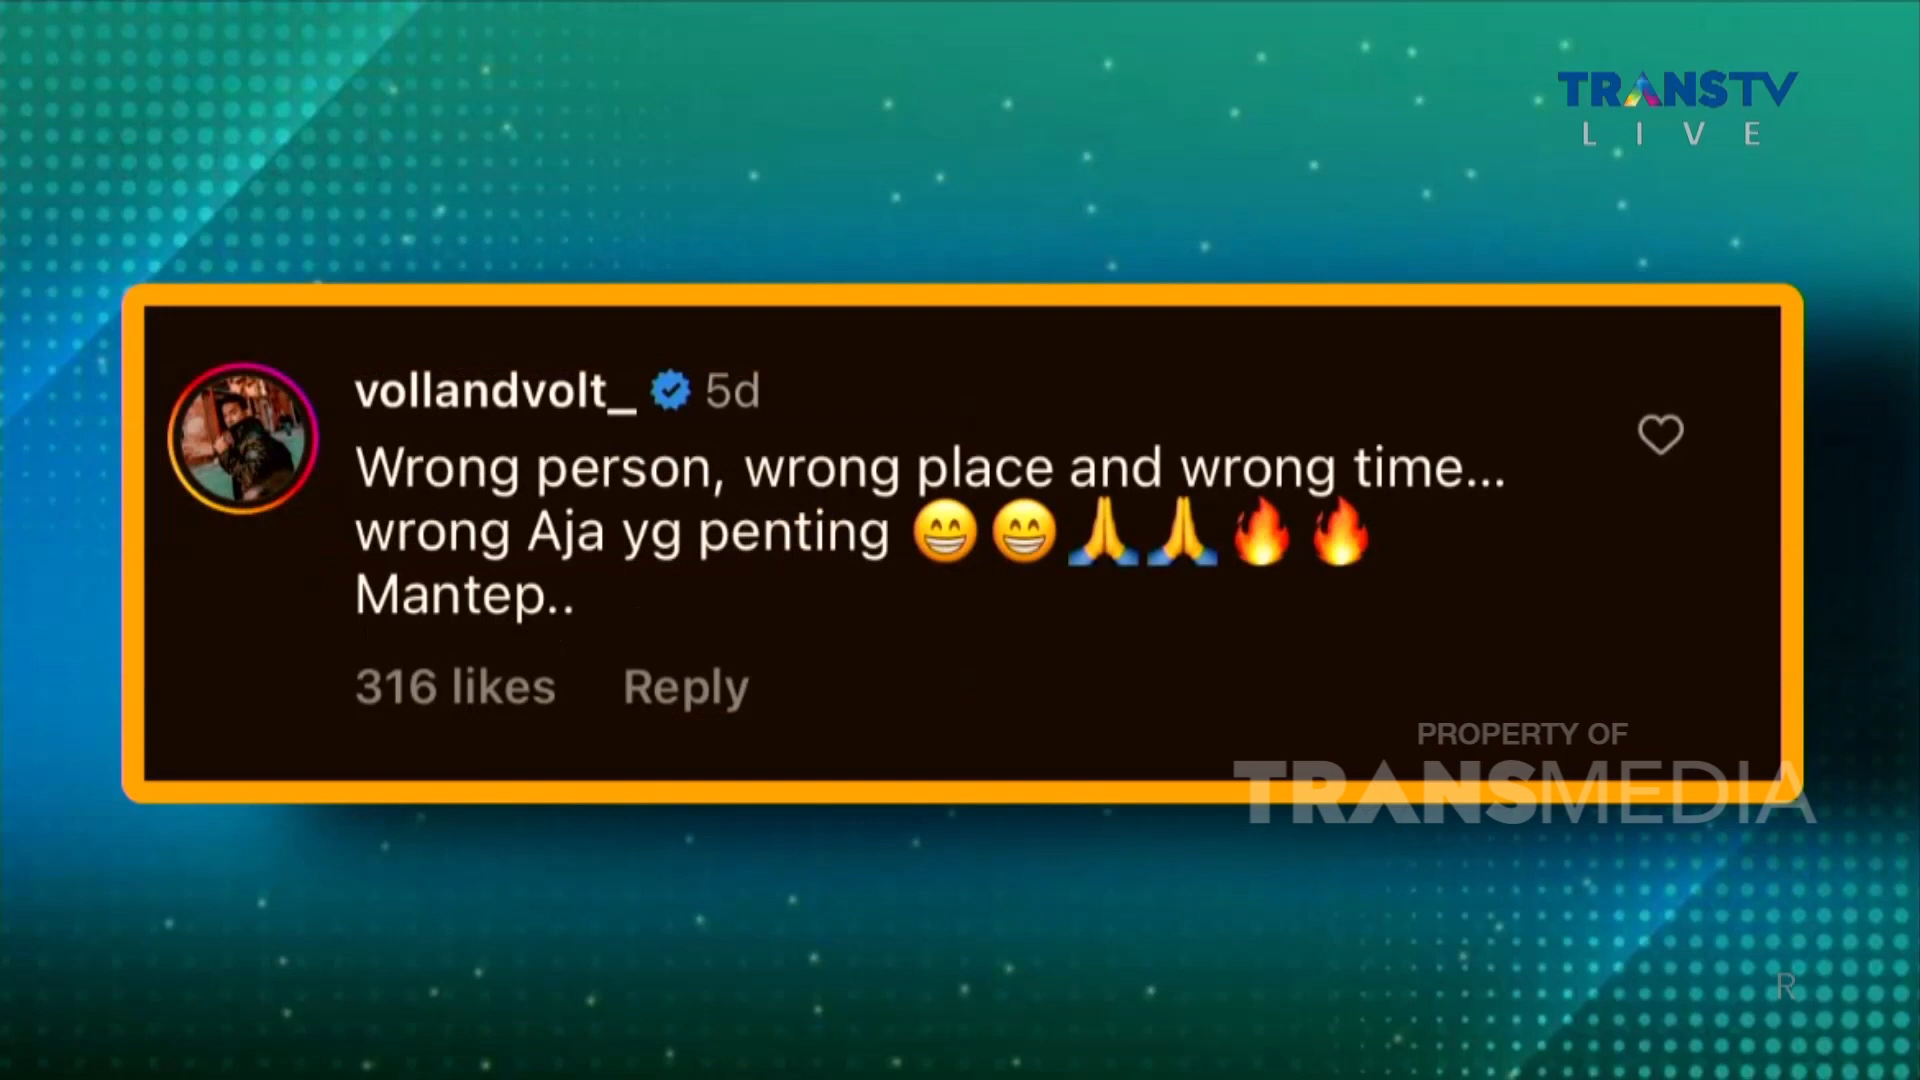 TRANSTV
LIVE
vollandvolt_ 5d
Wrong person, wrong place and wrong time...
wrong Aja yg penting 😁😁🙏🙏🔥🔥
Mantep..
316 likes Reply
PROPERTY OF
TRANSMEDIA
R